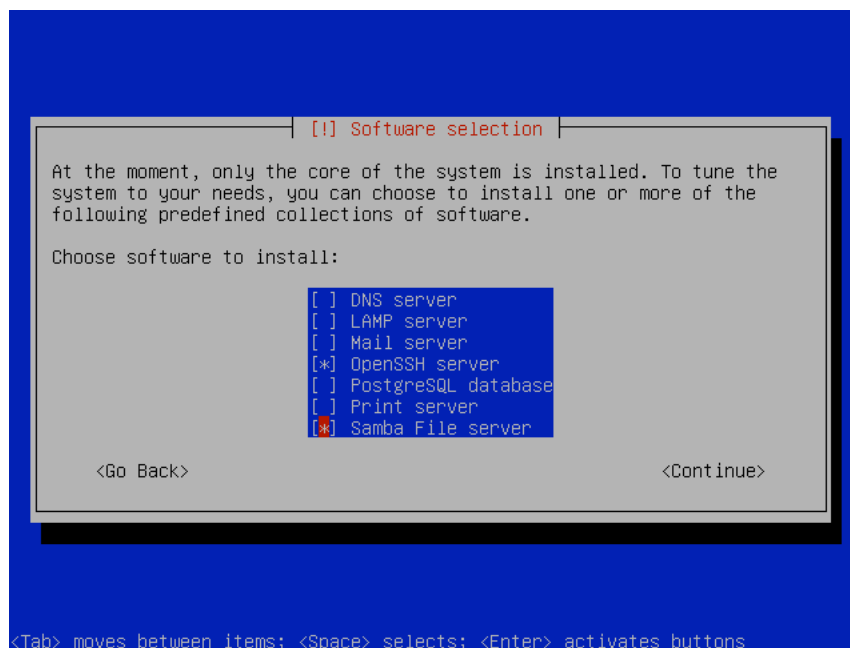 [!] Software selection
At the moment, only the core of the system is installed. To tune the
system to your needs, you can choose to install one or more of the
following predefined collections of software.
Choose software to install:
[ ] DNS server
[ ] LAMP server
[ ] Mail server
[*] OpenSSH server
[ ] PostgreSQL database
[ ] Print server
[*] Samba File server
<Go Back> <Continue>
<Tab> moves between items; <Space> selects; <Enter> activates buttons